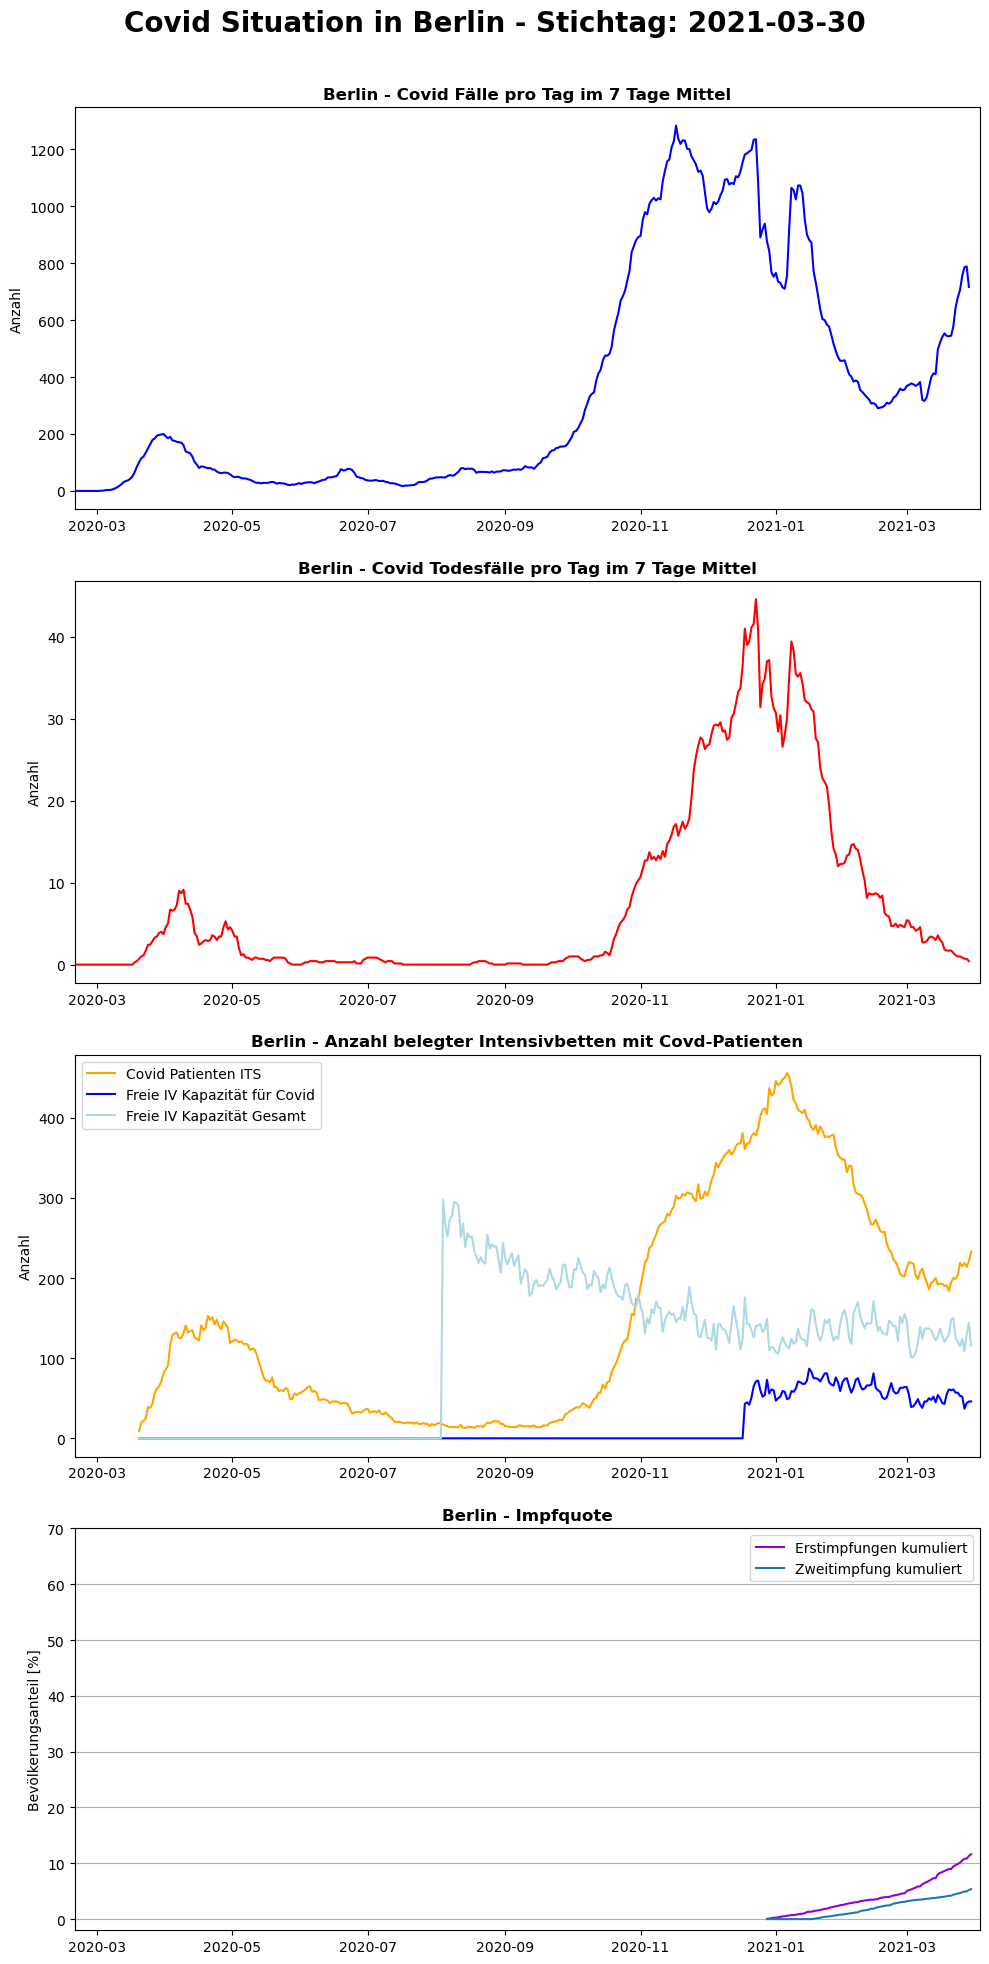 Covid Situation in Berlin - Stichtag: 2021-03-30
Berlin - Covid Fälle pro Tag im 7 Tage Mittel
1200
1000
800
600
400
200
0
Anzahl
2020-03 2020-05 2020-07 2020-09 2020-11 2021-01 2021-03
Berlin - Covid Todesfälle pro Tag im 7 Tage Mittel
40
30
20
10
0
Anzahl
2020-03 2020-05 2020-07 2020-09 2020-11 2021-01 2021-03
Berlin - Anzahl belegter Intensivbetten mit Covd-Patienten
Covid Patienten ITS
Freie IV Kapazität für Covid
Freie IV Kapazität Gesamt
400
300
200
100
0
Anzahl
2020-03 2020-05 2020-07 2020-09 2020-11 2021-01 2021-03
Berlin - Impfquote
Erstimpfungen kumuliert
Zweitimpfung kumuliert
70
60
50
40
30
20
10
0
Bevölkerungsanteil [%]
2020-03 2020-05 2020-07 2020-09 2020-11 2021-01 2021-03